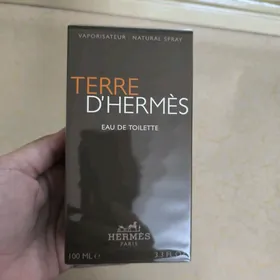 VAPORISATEUR - NATURAL SPRAY
TERRE
D'HERMÈS
EAU DE TOILETTE
HERMÈS
PARIS
100 ML ℮